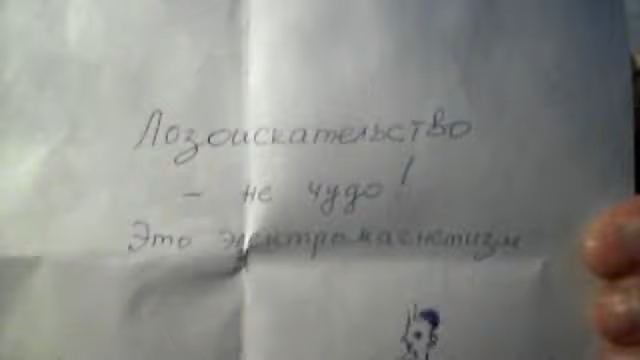 Лозоискательство
- не чудо!
Это электромагнетизм